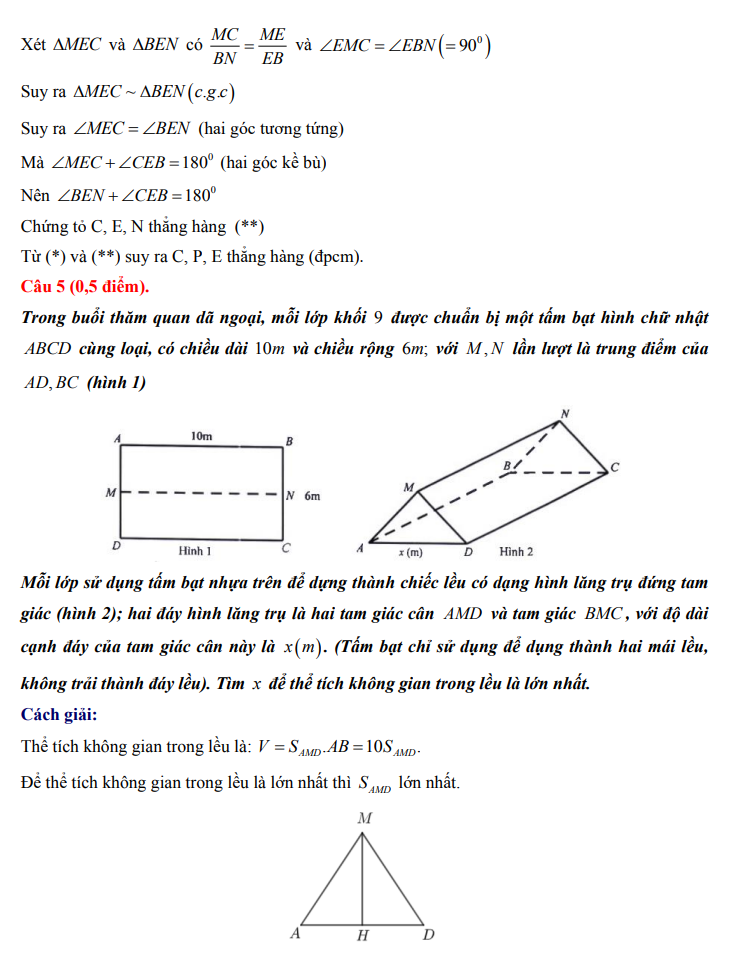 Xét ΔMEC và ΔBEN có MC/BN = ME/EB và ∠EMC = ∠EBN (= 90⁰)
Suy ra ΔMEC ~ ΔBEN (c.g.c)
Suy ra ∠MEC = ∠BEN (hai góc tương tứng)
Mà ∠MEC + ∠CEB = 180⁰ (hai góc kề bù)
Nên ∠BEN + ∠CEB = 180⁰
Chứng tỏ C, E, N thẳng hàng (**)
Từ (*) và (**) suy ra C, P, E thẳng hàng (đpcm).
Câu 5 (0,5 điểm).
Trong buổi thăm quan dã ngoại, mỗi lớp khối 9 được chuẩn bị một tấm bạt hình chữ nhật
ABCD cùng loại, có chiều dài 10m và chiều rộng 6m; với M, N lần lượt là trung điểm của
AD, BC (hình 1)
A 10m B
M N 6m
D Hình 1 C
N
B C
M
A x (m) D Hình 2
Mỗi lớp sử dụng tấm bạt nhựa trên để dựng thành chiếc lều có dạng hình lăng trụ đứng tam
giác (hình 2); hai đáy hình lăng trụ là hai tam giác cân AMD và tam giác BMC, với độ dài
cạnh đáy của tam giác cân này là x(m). (Tấm bạt chỉ sử dụng để dụng thành hai mái lều,
không trải thành đáy lều). Tìm x để thể tích không gian trong lều là lớn nhất.
Cách giải:
Thể tích không gian trong lều là: V = S_AMD.AB = 10S_AMD.
Để thể tích không gian trong lều là lớn nhất thì S_AMD lớn nhất.
M
A H D